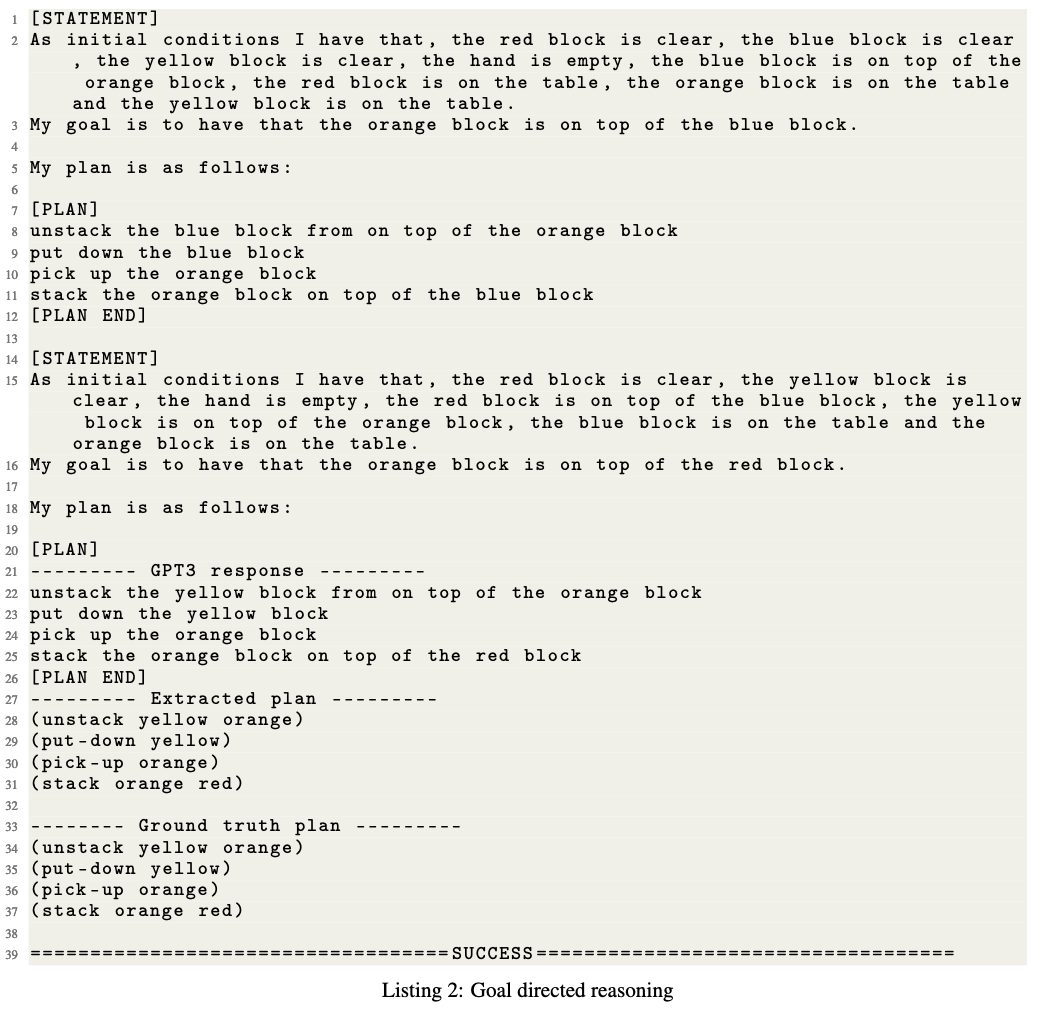 1 [STATEMENT]
2 As initial conditions I have that, the red block is clear, the blue block is clear
, the yellow block is clear, the hand is empty, the blue block is on top of the
orange block, the red block is on the table, the orange block is on the table
and the yellow block is on the table.
3 My goal is to have that the orange block is on top of the blue block.
4
5 My plan is as follows:
6
7 [PLAN]
8 unstack the blue block from on top of the orange block
9 put down the blue block
10 pick up the orange block
11 stack the orange block on top of the blue block
12 [PLAN END]
13
14 [STATEMENT]
15 As initial conditions I have that, the red block is clear, the yellow block is
clear, the hand is empty, the red block is on top of the blue block, the yellow
block is on top of the orange block, the blue block is on the table and the
orange block is on the table.
16 My goal is to have that the orange block is on top of the red block.
17
18 My plan is as follows:
19
20 [PLAN]
21 --------- GPT3 response ---------
22 unstack the yellow block from on top of the orange block
23 put down the yellow block
24 pick up the orange block
25 stack the orange block on top of the red block
26 [PLAN END]
27 --------- Extracted plan ---------
28 (unstack yellow orange)
29 (put-down yellow)
30 (pick-up orange)
31 (stack orange red)
32
33 -------- Ground truth plan ---------
34 (unstack yellow orange)
35 (put-down yellow)
36 (pick-up orange)
37 (stack orange red)
38
39 ===================================SUCCESS===================================
Listing 2: Goal directed reasoning